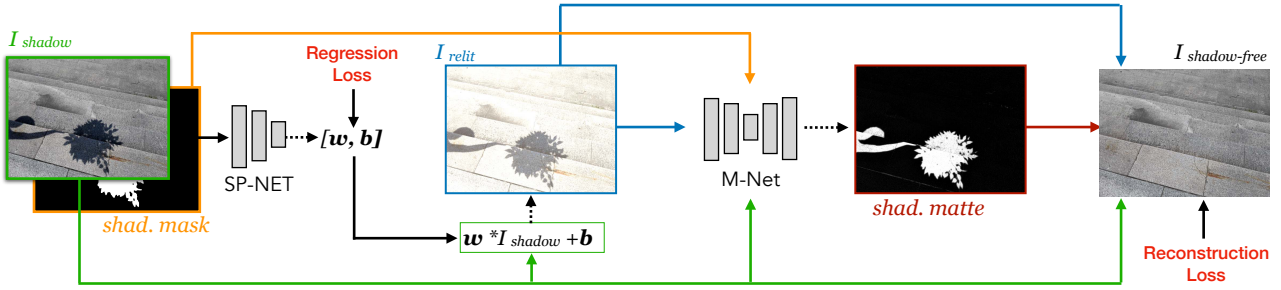 I shadow
shad. mask
SP-NET
Regression
Loss
[w, b]
I relit
w *I shadow +b
M-Net
shad. matte
I shadow-free
Reconstruction
Loss